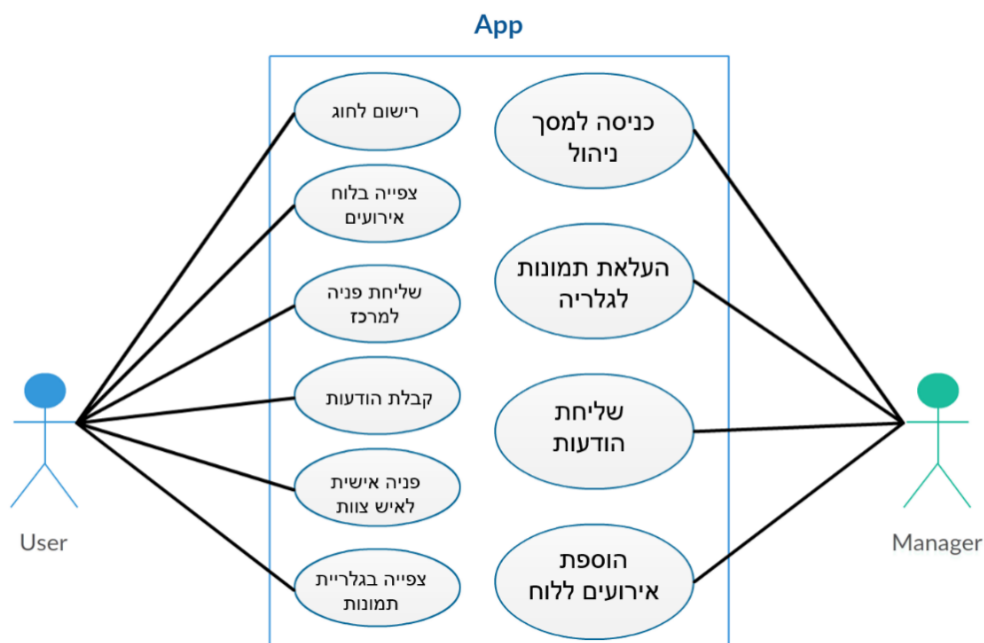 App
רישום לחוג
צפייה בלוח
אירועים
שליחת פניה
למרכז
קבלת הודעות
פניה אישית
לאיש צוות
צפייה בגלריית
תמונות
כניסה למסך
ניהול
העלאת תמונות
לגלריה
שליחת
הודעות
הוספת
אירועים ללוח
User
Manager